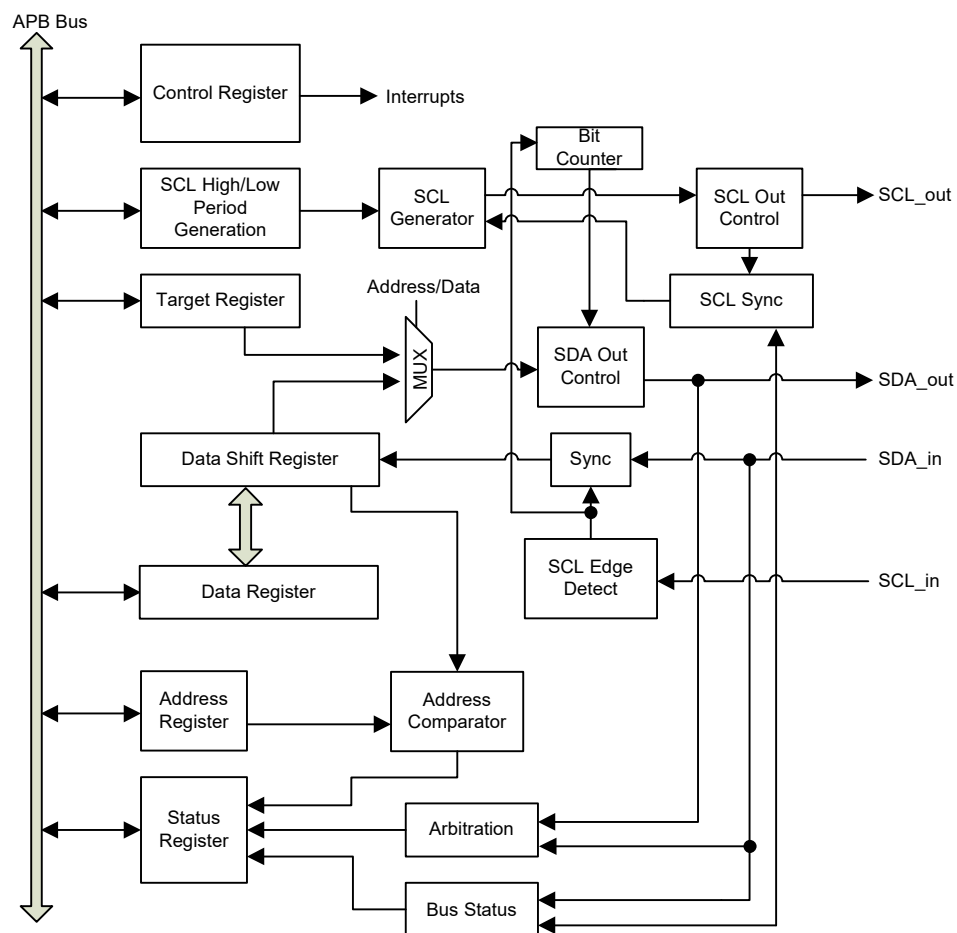 APB Bus
Control Register
Interrupts
Bit
Counter
SCL High/Low
Period
Generation
SCL
Generator
SCL Out
Control
SCL_out
Target Register
Address/Data
SCL Sync
MUX
SDA Out
Control
SDA_out
Data Shift Register
Sync
SDA_in
SCL Edge
Detect
SCL_in
Data Register
Address
Register
Address
Comparator
Status
Register
Arbitration
Bus Status